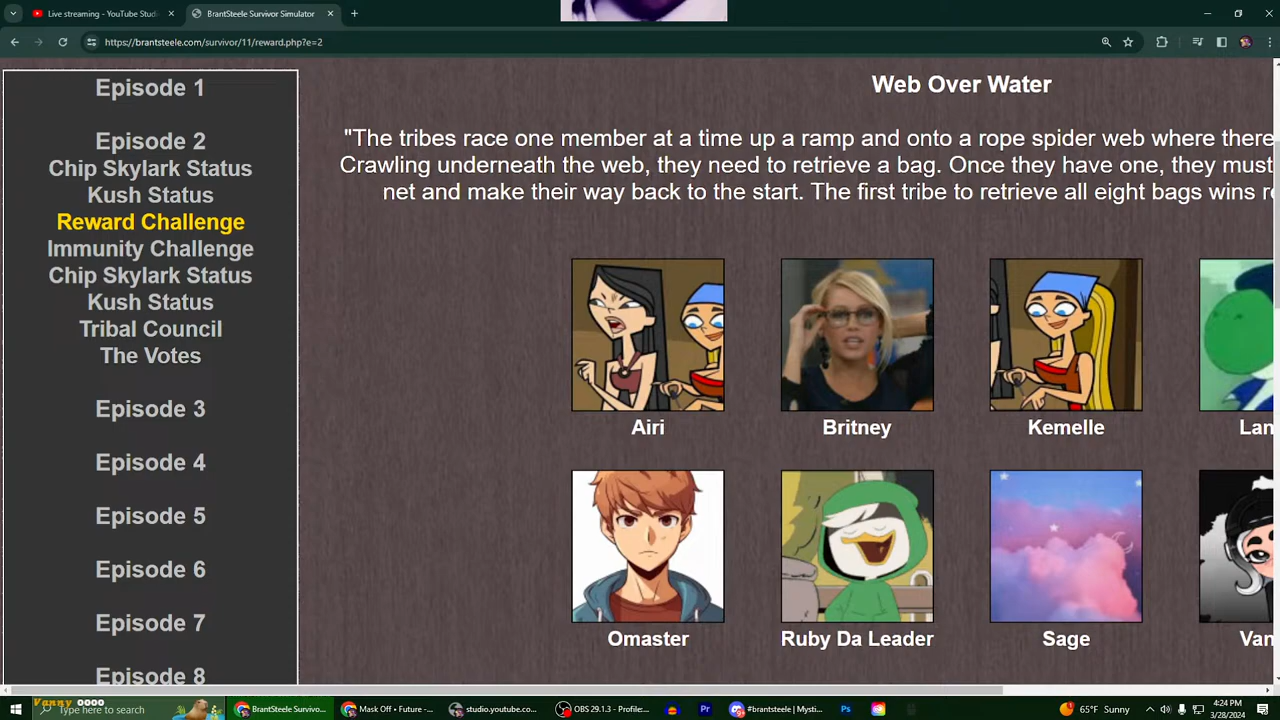 Live streaming - YouTube Stud
BrantSteele Survivor Simulator
https://brantsteele.com/survivor/11/reward.php?e=2
Episode 1
Episode 2
Chip Skylark Status
Kush Status
Reward Challenge
Immunity Challenge
Chip Skylark Status
Kush Status
Tribal Council
The Votes
Episode 3
Episode 4
Episode 5
Episode 6
Episode 7
Episode 8
Web Over Water
"The tribes race one member at a time up a ramp and onto a rope spider web where there
Crawling underneath the web, they need to retrieve a bag. Once they have one, they must
net and make their way back to the start. The first tribe to retrieve all eight bags wins re
Airi
Britney
Kemelle
Lan
Omaster
Ruby Da Leader
Sage
Van
Vanny oooo
Type here to search
BrantSteele Survivo...
Mask Off • Future - ...
studio.youtube.co...
OBS 29.1.3 - Profile:...
Pr
#brantsteele | Mysti...
Ps
65°F Sunny
4:24 PM
3/28/2024